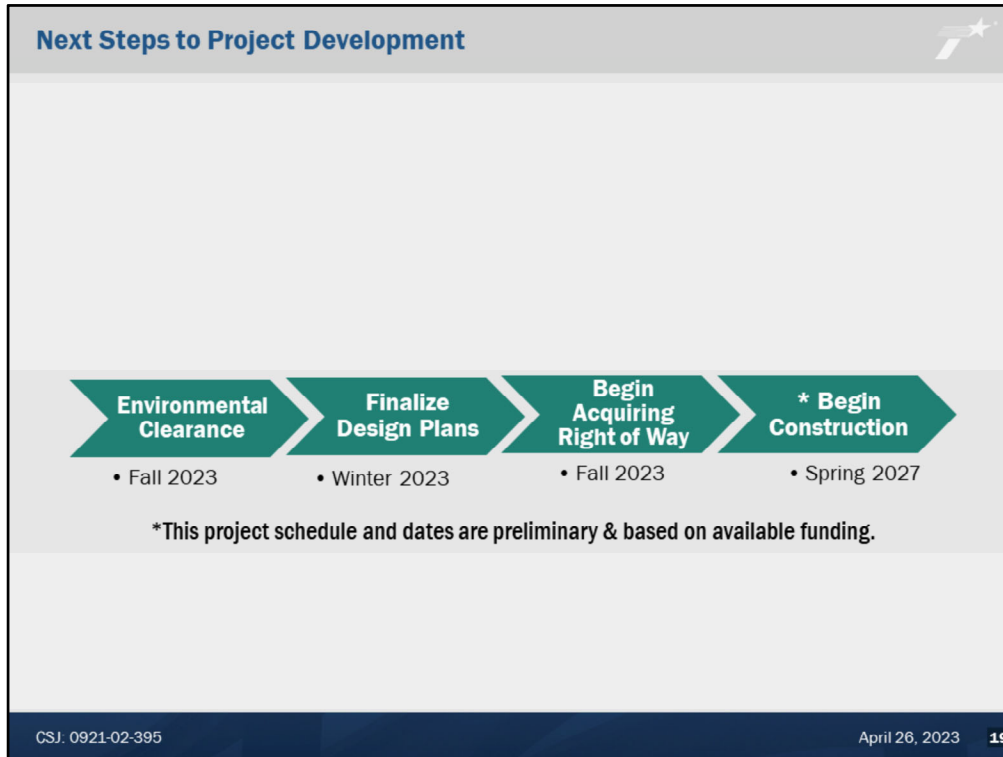 Next Steps to Project Development
Environmental
Clearance
Finalize
Design Plans
Begin
Acquiring
Right of Way
* Begin
Construction
• Fall 2023
• Winter 2023
• Fall 2023
• Spring 2027
*This project schedule and dates are preliminary & based on available funding.
CSJ: 0921-02-395
April 26, 2023
19